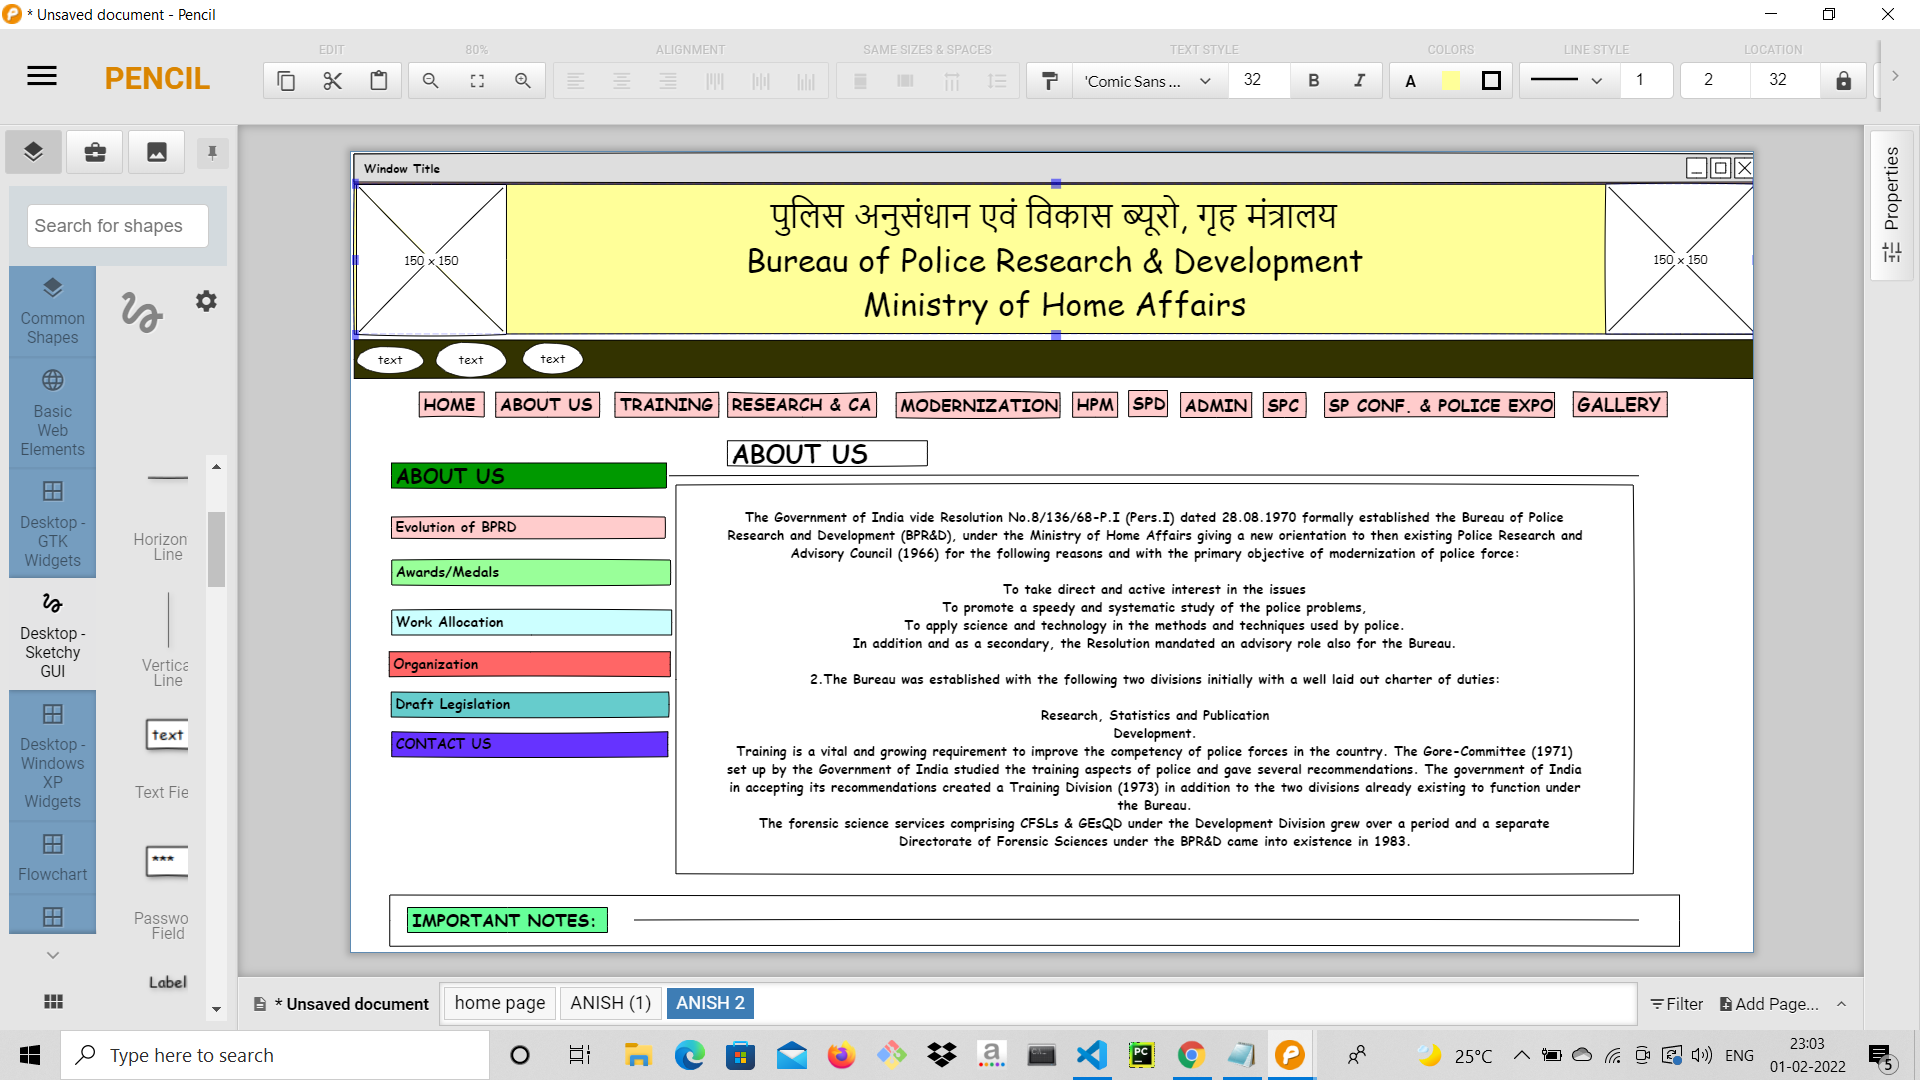 * Unsaved document - Pencil
PENCIL
EDIT
80%
ALIGNMENT
SAME SIZES & SPACES
TEXT STYLE
COLORS
LINE STYLE
LOCATION
'Comic Sans ...
32
B
I
A
1
2
32
Search for shapes
Common Shapes
Basic Web Elements
Desktop - GTK Widgets
Desktop - Sketchy GUI
Desktop - Windows XP Widgets
Flowchart
Horizon
Line
Vertica
Line
text
Text Fie
***
Passwo
Field
Label
Properties
Window Title
150 x 150
पुलिस अनुसंधान एवं विकास ब्यूरो, गृह मंत्रालय
Bureau of Police Research & Development
Ministry of Home Affairs
150 x 150
text
text
text
HOME
ABOUT US
TRAINING
RESEARCH & CA
MODERNIZATION
HPM
SPD
ADMIN
SPC
SP CONF. & POLICE EXPO
GALLERY
ABOUT US
ABOUT US
Evolution of BPRD
Awards/Medals
Work Allocation
Organization
Draft Legislation
CONTACT US
The Government of India vide Resolution No.8/136/68-P.I (Pers.I) dated 28.08.1970 formally established the Bureau of Police
Research and Development (BPR&D), under the Ministry of Home Affairs giving a new orientation to then existing Police Research and
Advisory Council (1966) for the following reasons and with the primary objective of modernization of police force:
To take direct and active interest in the issues
To promote a speedy and systematic study of the police problems,
To apply science and technology in the methods and techniques used by police.
In addition and as a secondary, the Resolution mandated an advisory role also for the Bureau.
2.The Bureau was established with the following two divisions initially with a well laid out charter of duties:
Research, Statistics and Publication
Development.
Training is a vital and growing requirement to improve the competency of police forces in the country. The Gore-Committee (1971)
set up by the Government of India studied the training aspects of police and gave several recommendations. The government of India
in accepting its recommendations created a Training Division (1973) in addition to the two divisions already existing to function under
the Bureau.
The forensic science services comprising CFSLs & GEsQD under the Development Division grew over a period and a separate
Directorate of Forensic Sciences under the BPR&D came into existence in 1983.
IMPORTANT NOTES:
* Unsaved document
home page
ANISH (1)
ANISH 2
Filter
Add Page...
Type here to search
a
PC
25°C
ENG
23:03
01-02-2022
5